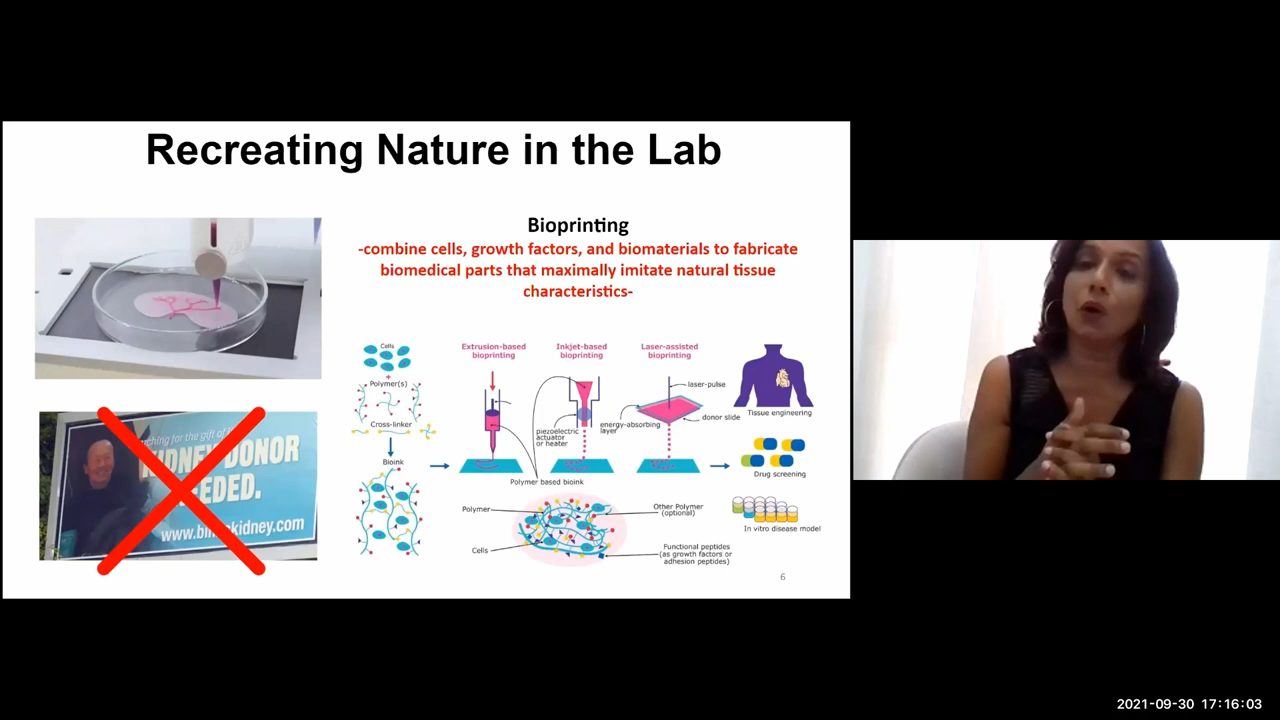 Recreating Nature in the Lab
Bioprinting
-combine cells, growth factors, and biomaterials to fabricate
biomedical parts that maximally imitate natural tissue
characteristics-
for the gift of
KIDNEY DONOR
NEEDED.
Cells
+
Polymer(s)
Cross-linker
Bioink
Extrusion-based
bioprinting
Inkjet-based
bioprinting
Laser-assisted
bioprinting
laser-pulse
energy-absorbing
layer
donor slide
piezoelectric
actuator
or heater
Polymer based bioink
Polymer
Cells
Other Polymer
(optional)
Functional peptides
(as growth factors or
adhesion peptides)
Tissue engineering
Drug screening
In vitro disease model
6
2021-09-30 17:16:03